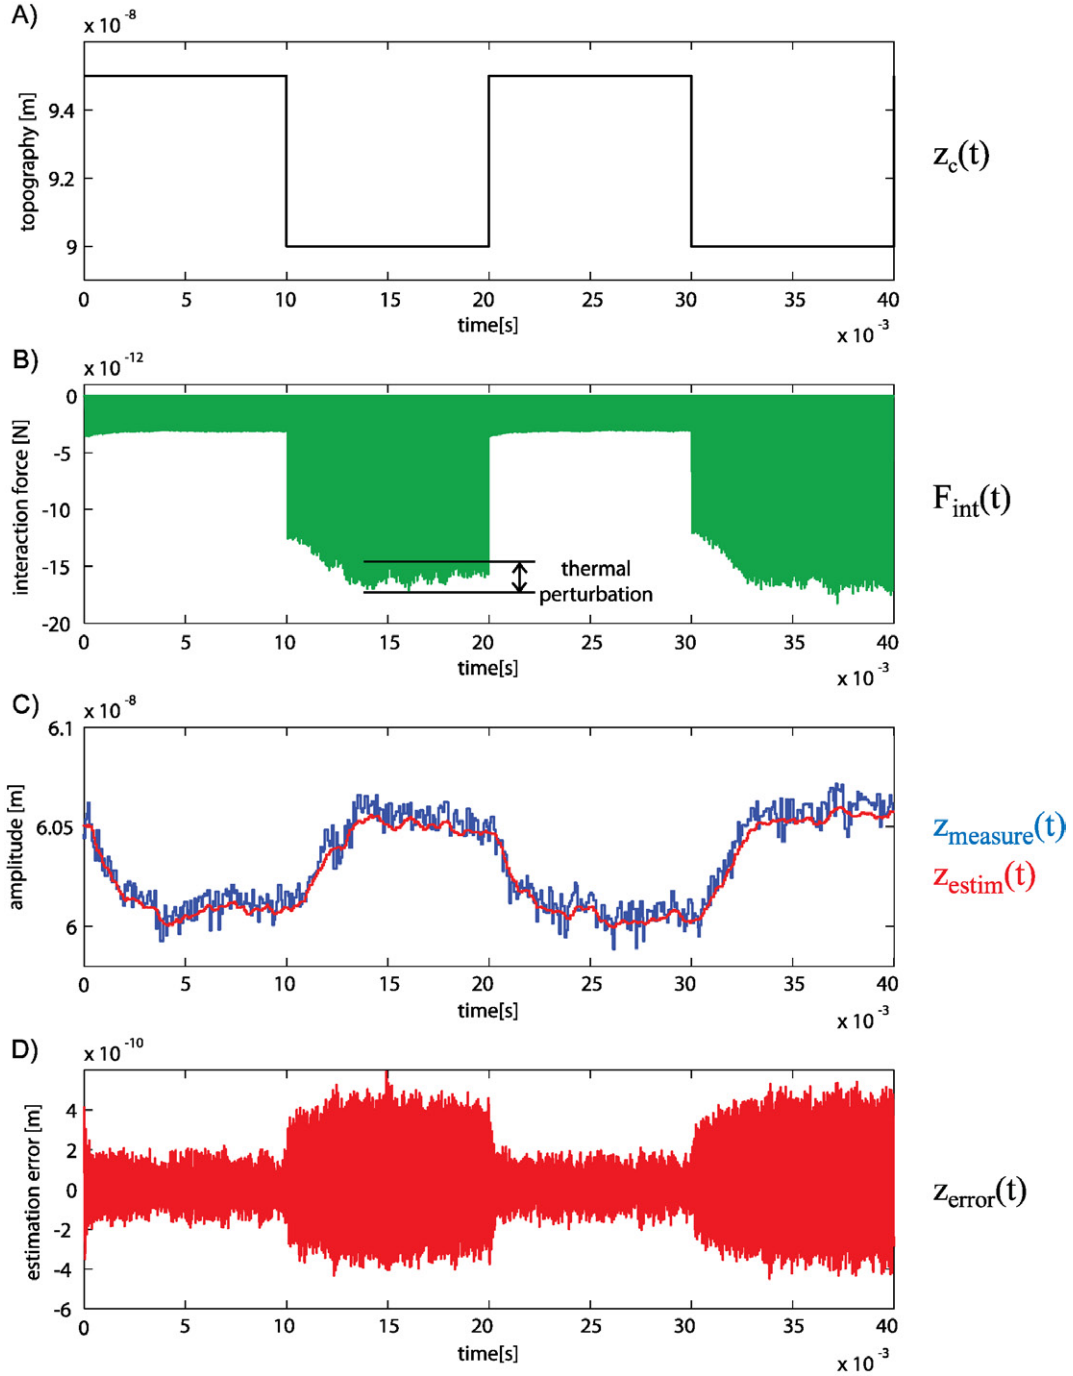 A)
x 10 -8
topography [m]
9.4
9.2
9
0 5 10 15 20 25 30 35 40
time[s]
x 10 -3
z_c(t)
B)
x 10 -12
interaction force [N]
0
-5
-10
-15
-20
thermal
perturbation
0 5 10 15 20 25 30 35 40
time[s]
x 10 -3
F_int(t)
C)
x 10 -8
amplitude [m]
6.1
6.05
6
0 5 10 15 20 25 30 35 40
time[s]
x 10 -3
z_measure(t)
z_estim(t)
D)
x 10 -10
estimation error [m]
4
2
0
-2
-4
-6
0 5 10 15 20 25 30 35 40
time[s]
x 10 -3
z_error(t)